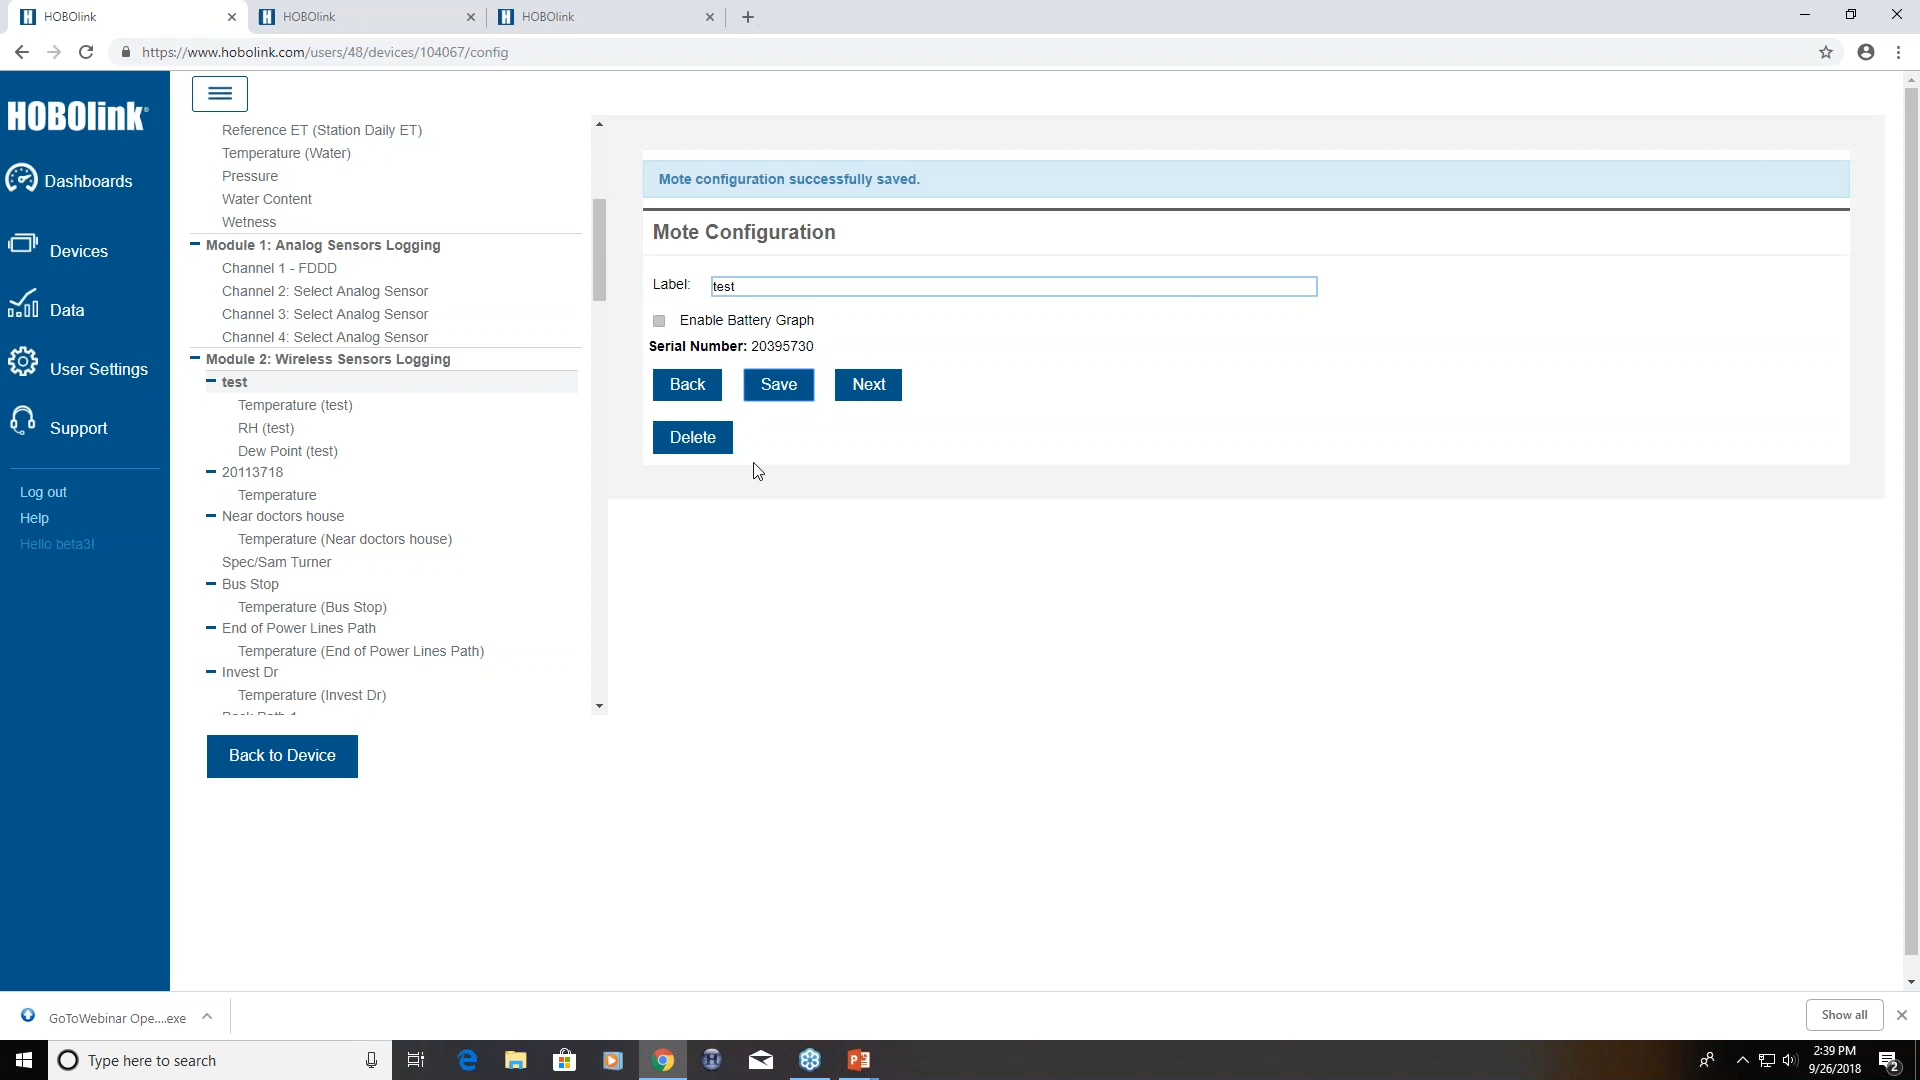 HOBOlink
HOBOlink
HOBOlink
https://www.hobolink.com/users/48/devices/104067/config
HOBOlink
Dashboards
Devices
Data
User Settings
Support
Log out
Help
Hello beta3!
Reference ET (Station Daily ET)
Temperature (Water)
Pressure
Water Content
Wetness
Module 1: Analog Sensors Logging
Channel 1 - FDDD
Channel 2: Select Analog Sensor
Channel 3: Select Analog Sensor
Channel 4: Select Analog Sensor
Module 2: Wireless Sensors Logging
test
Temperature (test)
RH (test)
Dew Point (test)
20113718
Temperature
Near doctors house
Temperature (Near doctors house)
Spec/Sam Turner
Bus Stop
Temperature (Bus Stop)
End of Power Lines Path
Temperature (End of Power Lines Path)
Invest Dr
Temperature (Invest Dr)
Back to Device
Mote configuration successfully saved.
Mote Configuration
Label: test
Enable Battery Graph
Serial Number: 20395730
Back Save Next
Delete
GoToWebinar Ope....exe
Show all
Type here to search
2:39 PM
9/26/2018
2